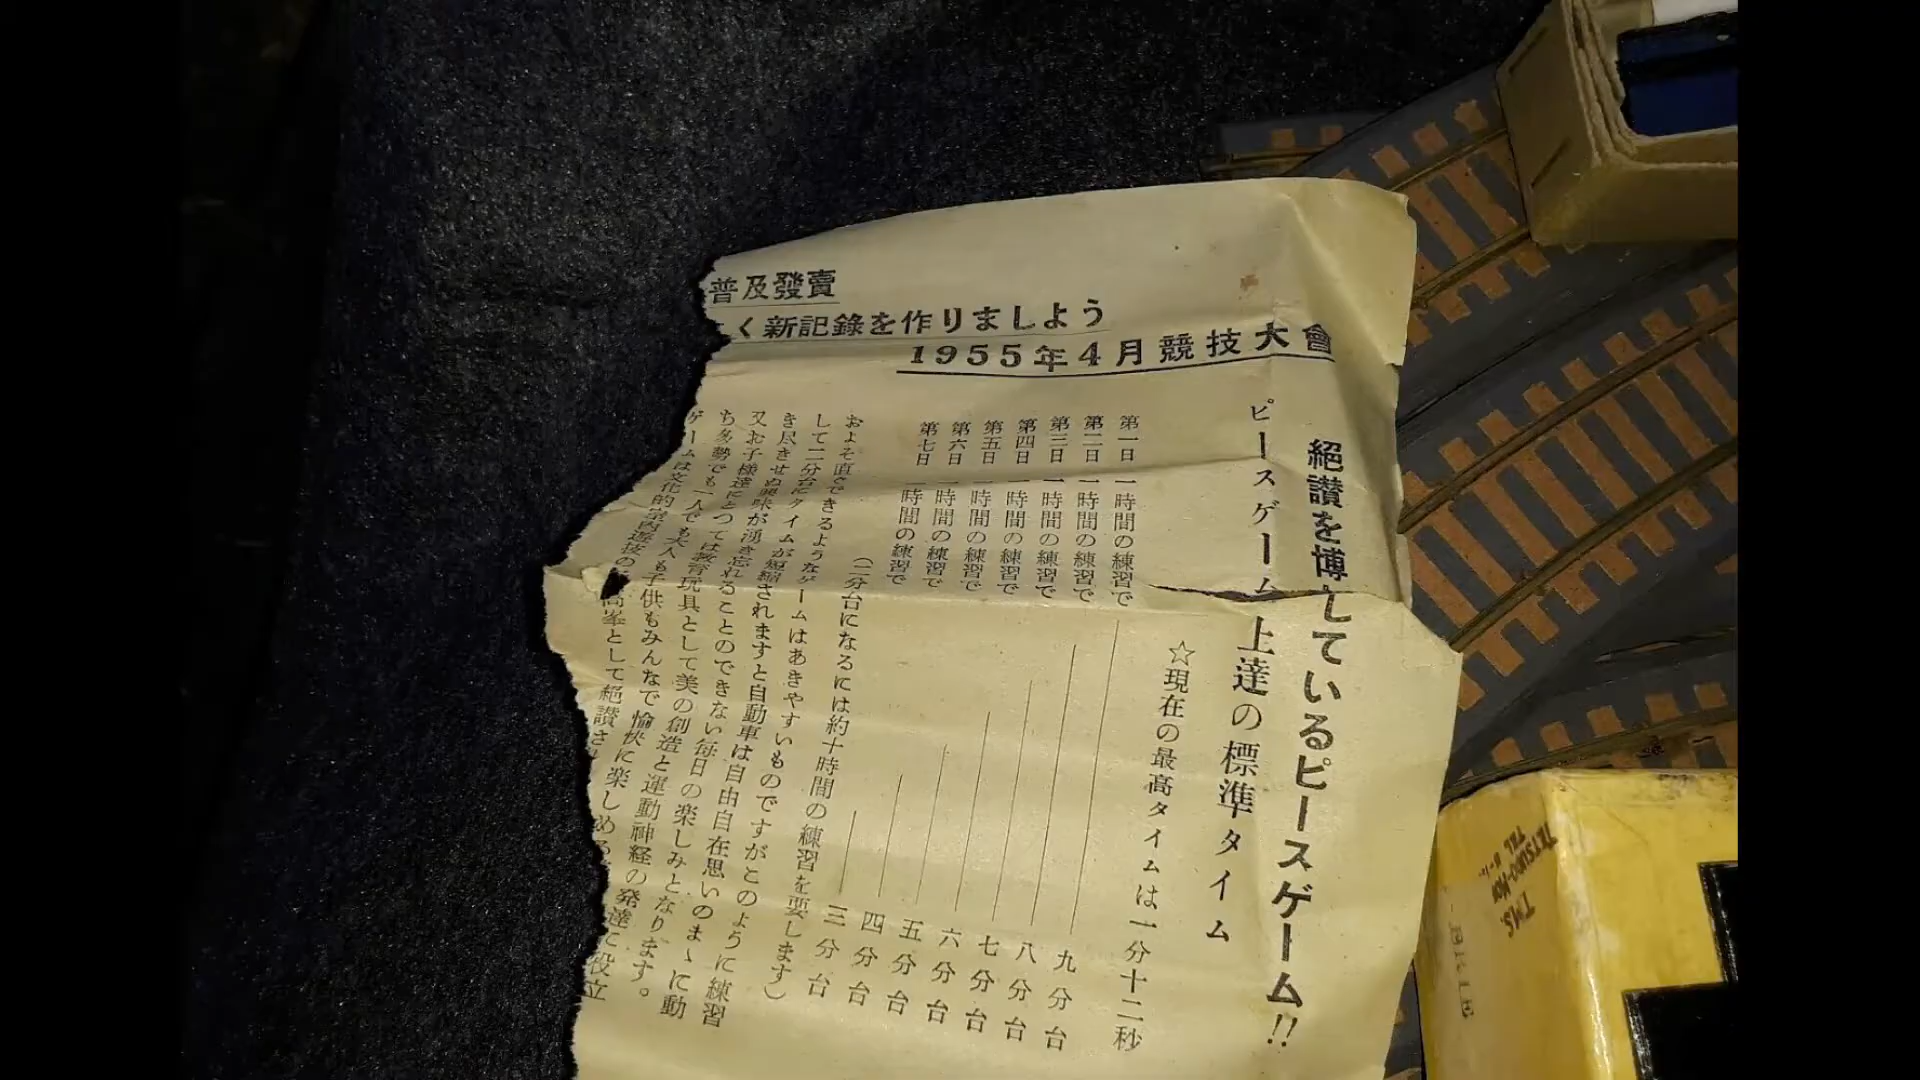 普及發賣
く新記錄を作りましよう
1955年4月競技大會
絕讃を博しているピースゲーム!!
ピースゲーム上達の標準タイム
☆現在の最高タイムは一分十二秒
第一日 一時間の練習で 九分台
第二日 一時間の練習で 八分台
第三日 一時間の練習で 七分台
第四日 一時間の練習で 六分台
第五日 一時間の練習で 五分台
第六日 一時間の練習で 四分台
第七日 一時間の練習で 三分台
(二分台になるには約十時間の練習を要します)
およそ直ぐできるようなゲームはあきやすいものですがこのように練習
して二分台にタイムが短縮されますと自動車は自由自在思いのまゝに動
き尽きせぬ興味が湧き忘れることのできない毎日の楽しみとなります。
又お子様達にとつては教育玩具として美の創造と運動神経の発達に役立
ち多勢でも一人でも大人も子供もみんなで愉快に楽しめる
ゲームは文化的室内遊技の高峯として絕讃さ
TETSUDO-MO
TEL
TMS.